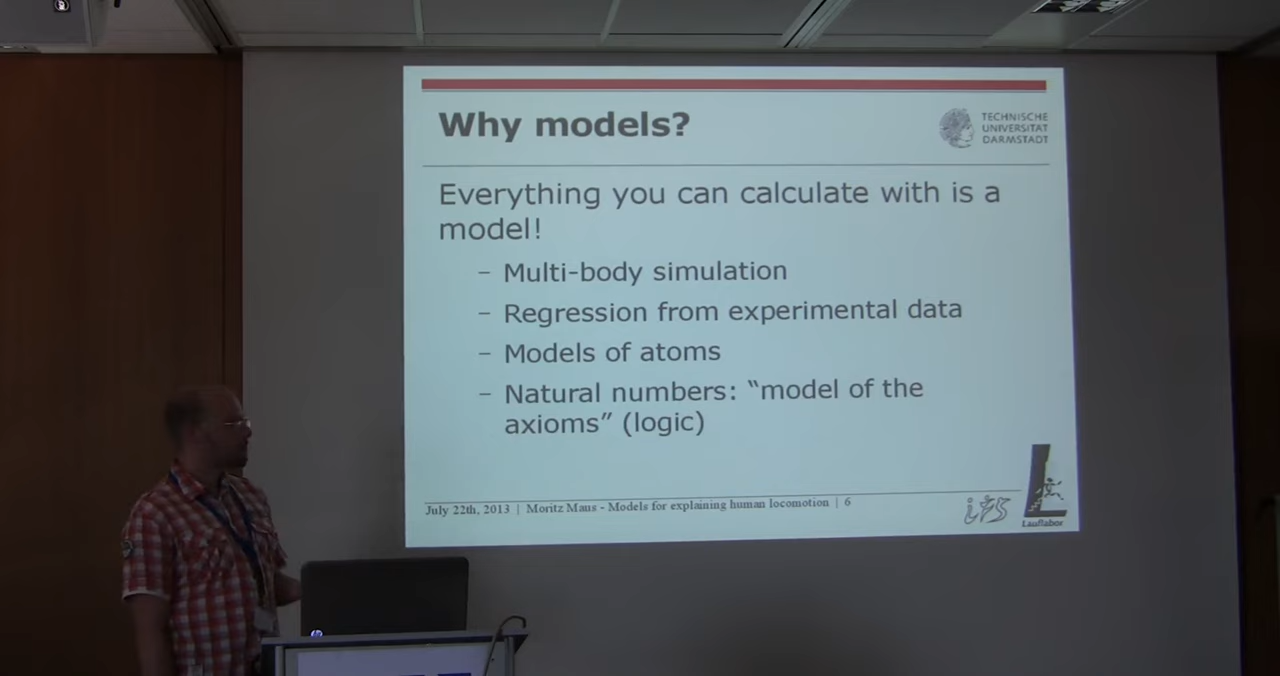 Why models?
TECHNISCHE
UNIVERSITÄT
DARMSTADT
Everything you can calculate with is a
model!
– Multi-body simulation
– Regression from experimental data
– Models of atoms
– Natural numbers: “model of the
axioms” (logic)
July 22th, 2013 | Moritz Maus - Models for explaining human locomotion | 6
L
Lauflabor
hp